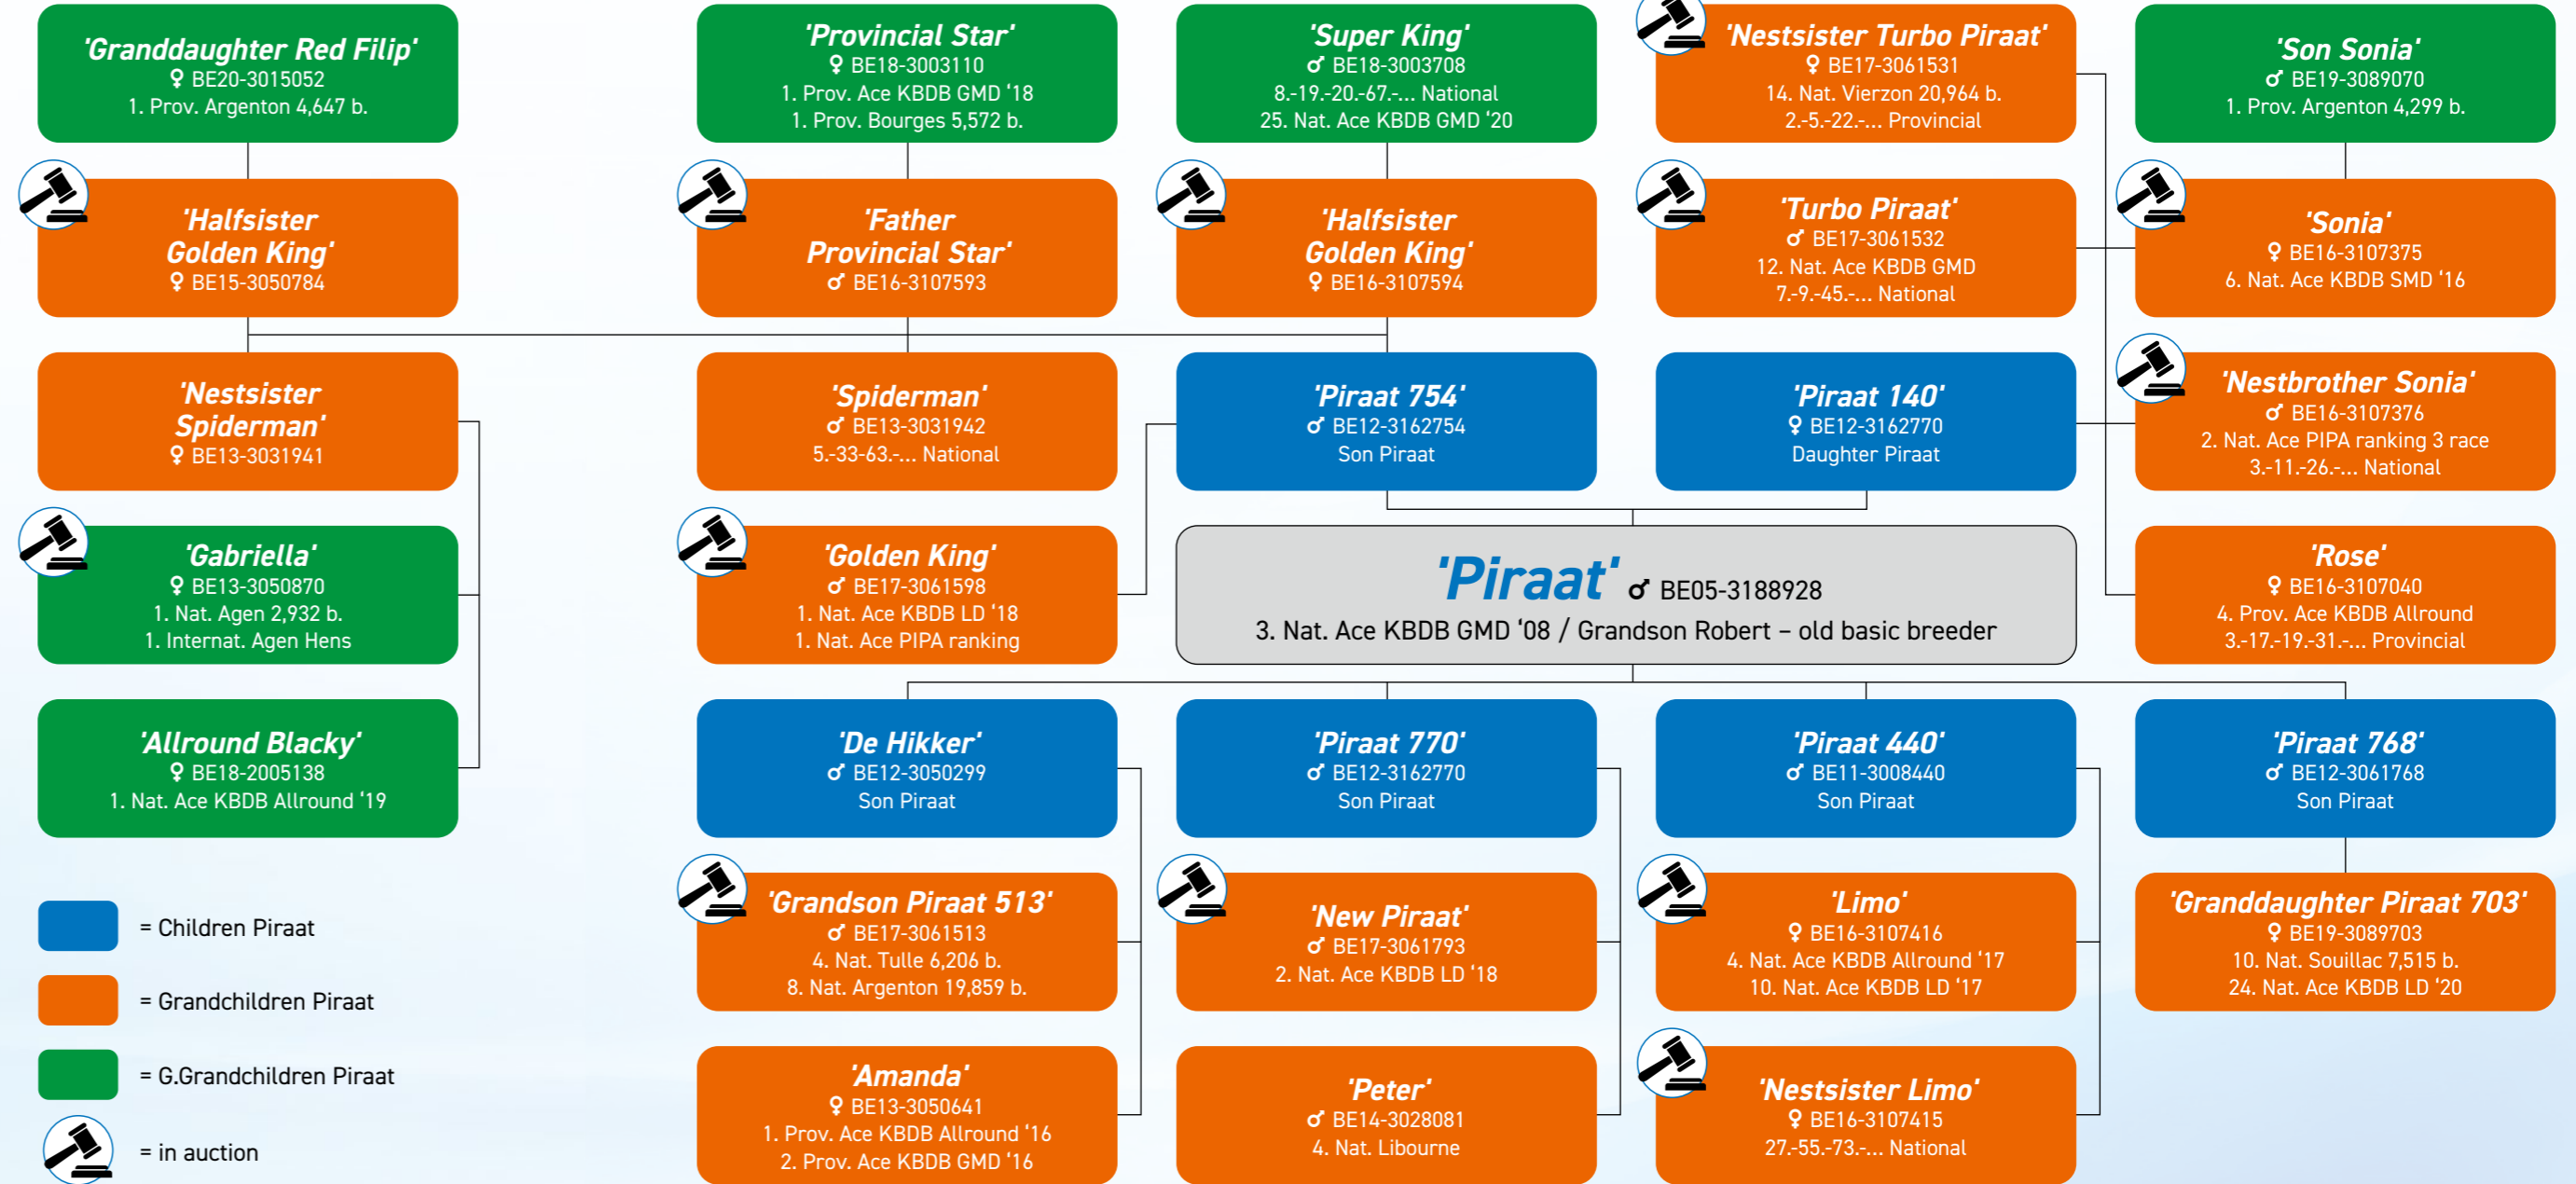 'Granddaughter Red Filip'
♀ BE20-3015052
1. Prov. Argenton 4,647 b.
'Provincial Star'
♀ BE18-3003110
1. Prov. Ace KBDB GMD ‘18
1. Prov. Bourges 5,572 b.
'Super King'
♂ BE18-3003708
8.-19.-20.-67.-... National
25. Nat. Ace KBDB GMD ‘20
'Nestsister Turbo Piraat'
♀ BE17-3061531
14. Nat. Vierzon 20,964 b.
2.-5.-22.-... Provincial
'Son Sonia'
♂ BE19-3089070
1. Prov. Argenton 4,299 b.
'Halfsister
Golden King'
♀ BE15-3050784
'Father
Provincial Star'
♂ BE16-3107593
'Halfsister
Golden King'
♀ BE16-3107594
'Turbo Piraat'
♂ BE17-3061532
12. Nat. Ace KBDB GMD
7.-9.-45.-... National
'Sonia'
♀ BE16-3107375
6. Nat. Ace KBDB SMD ‘16
'Nestsister
Spiderman'
♀ BE13-3031941
'Spiderman'
♂ BE13-3031942
5.-33-63.-... National
'Piraat 754'
♂ BE12-3162754
Son Piraat
'Piraat 140'
♀ BE12-3162770
Daughter Piraat
'Nestbrother Sonia'
♂ BE16-3107376
2. Nat. Ace PIPA ranking 3 race
3.-11.-26.-... National
'Gabriella'
♀ BE13-3050870
1. Nat. Agen 2,932 b.
1. Internat. Agen Hens
'Golden King'
♂ BE17-3061598
1. Nat. Ace KBDB LD ‘18
1. Nat. Ace PIPA ranking
'Piraat' ♂ BE05-3188928
3. Nat. Ace KBDB GMD ‘08 / Grandson Robert – old basic breeder
'Rose'
♀ BE16-3107040
4. Prov. Ace KBDB Allround
3.-17.-19.-31.-... Provincial
'Allround Blacky'
♀ BE18-2005138
1. Nat. Ace KBDB Allround ‘19
'De Hikker'
♂ BE12-3050299
Son Piraat
'Piraat 770'
♂ BE12-3162770
Son Piraat
'Piraat 440'
♂ BE11-3008440
Son Piraat
'Piraat 768'
♂ BE12-3061768
Son Piraat
'Grandson Piraat 513'
♂ BE17-3061513
4. Nat. Tulle 6,206 b.
8. Nat. Argenton 19,859 b.
'New Piraat'
♂ BE17-3061793
2. Nat. Ace KBDB LD ‘18
'Limo'
♀ BE16-3107416
4. Nat. Ace KBDB Allround ‘17
10. Nat. Ace KBDB LD ‘17
'Granddaughter Piraat 703'
♀ BE19-3089703
10. Nat. Souillac 7,515 b.
24. Nat. Ace KBDB LD ‘20
'Amanda'
♀ BE13-3050641
1. Prov. Ace KBDB Allround ‘16
2. Prov. Ace KBDB GMD ‘16
'Peter'
♂ BE14-3028081
4. Nat. Libourne
'Nestsister Limo'
♀ BE16-3107415
27.-55.-73.-... National
= Children Piraat
= Grandchildren Piraat
= G.Grandchildren Piraat
= in auction